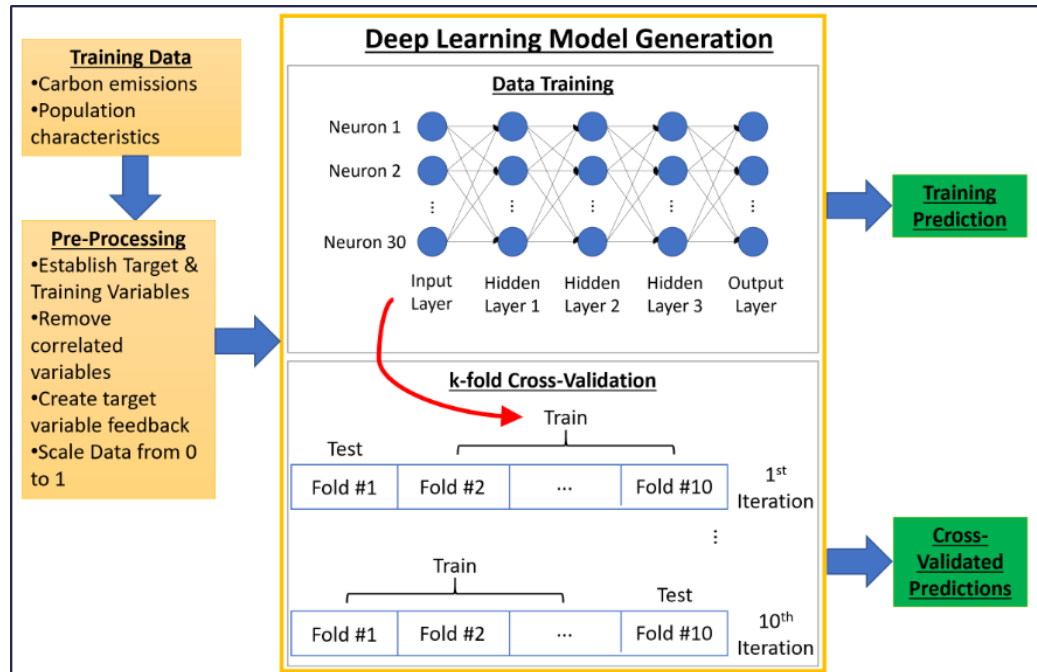 Training Data
•Carbon emissions
•Population
characteristics
Pre-Processing
•Establish Target &
Training Variables
•Remove
correlated
variables
•Create target
variable feedback
•Scale Data from 0
to 1
Deep Learning Model Generation
Data Training
Neuron 1
Neuron 2
⋮ ⋮ ⋮ ⋮ ⋮
Neuron 30
Input
Layer
Hidden
Layer 1
Hidden
Layer 2
Hidden
Layer 3
Output
Layer
k-fold Cross-Validation
Train
Test
Fold #1 Fold #2 ... Fold #10
1st
Iteration
⋮
Train
Test
Fold #1 Fold #2 ... Fold #10
10th
Iteration
Training
Prediction
Cross-
Validated
Predictions